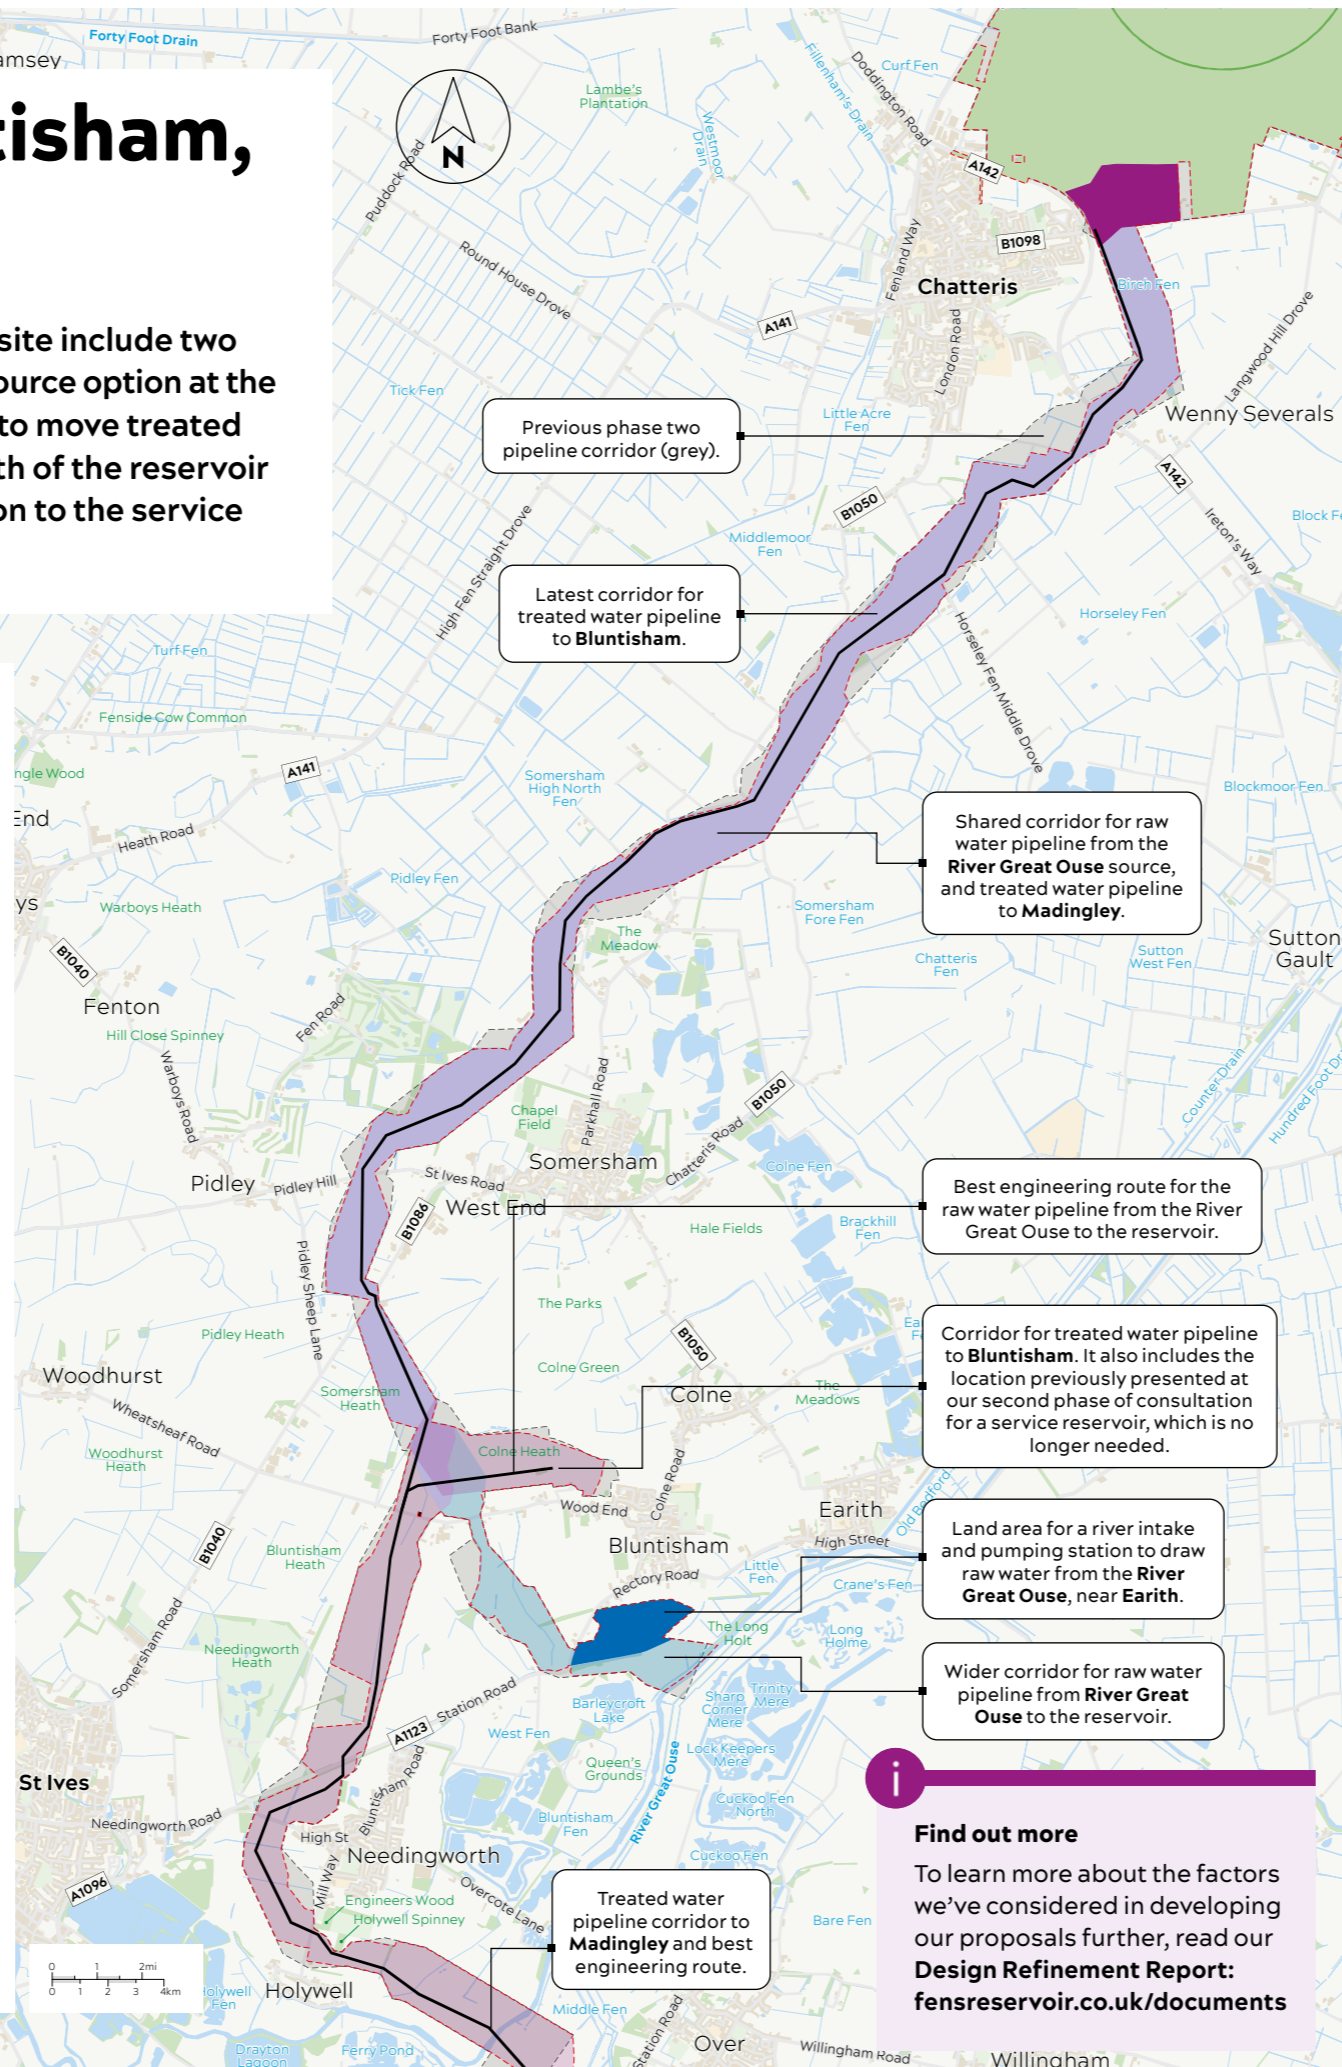 Forty Foot Drain
Forty Foot Bank
amsey
tisham,
N
site include two
ource option at the
to move treated
th of the reservoir
on to the service
Lambe's
Plantation
Westmoor
Drain
Fillenham's Drain
Doddington Road
Curf Fen
A142
Puddock Road
Round House Drove
Fenland Way
B1098
Chatteris
Birch Fen
A141
London Road
Langwood Hill Drove
Tick Fen
Little Acre
Fen
Wenny Severals
Previous phase two
pipeline corridor (grey).
A142
B1050
Ireton's Way
Block F
High Fen Straight Drove
Middlemoor
Fen
Latest corridor for
treated water pipeline
to Bluntisham.
Horseley Fen
Horseley Fen Middle Drove
Turf Fen
Fenside Cow Common
ngle Wood
A141
Somersham
High North
Fen
Blockmoor Fen
End
Heath Road
Shared corridor for raw
water pipeline from the
River Great Ouse source,
and treated water pipeline
to Madingley.
Pidley Fen
ys
Warboys Heath
Somersham
Fore Fen
The
Meadow
B1040
Chatteris
Fen
Sutton
West Fen
Sutton
Gault
Fenton
Fen Road
Hill Close Spinney
Warboys Road
Parkhall Road
Counter Drain
Hundred Foot Dr
B1050
Chapel
Field
Chatteris Road
Somersham
Colne Fen
Pidley
Pidley Hill
St Ives Road
West End
B1086
Hale Fields
Brackhill
Fen
Best engineering route for the
raw water pipeline from the River
Great Ouse to the reservoir.
Pidley Sheep Lane
The Parks
Pidley Heath
B1050
Ea
F
Corridor for treated water pipeline
to Bluntisham. It also includes the
location previously presented at
our second phase of consultation
for a service reservoir, which is no
longer needed.
Woodhurst
Colne Green
Somersham
Heath
Colne
The
Meadows
Wheatsheaf Road
Woodhurst
Heath
Colne Heath
Colne Road
Wood End
Earith
Old Bedford
B1040
Bluntisham
Heath
Bluntisham
High Street
Land area for a river intake
and pumping station to draw
raw water from the River
Great Ouse, near Earith.
Rectory Road
Little
Fen
Crane's Fen
Somersham Road
Needingworth
Heath
The Long
Holt
Long
Holme
Wider corridor for raw water
pipeline from River Great
Ouse to the reservoir.
Station Road
Barleycroft
Lake
Sharp
Corner
Mere
Trinity
Mere
A1123
West Fen
Lock Keepers
Mere
St Ives
Bluntisham Road
Queen's
Grounds
River Great Ouse
Cuckoo Fen
North
i
Needingworth Road
High St
Bluntisham
Fen
Needingworth
Cuckoo Fen
Find out more
To learn more about the factors
we've considered in developing
our proposals further, read our
Design Refinement Report:
fensreservoir.co.uk/documents
A1096
Mill Way
Engineers Wood
Overcote Lane
Holywell Spinney
Bare Fen
Treated water
pipeline corridor to
Madingley and best
engineering route.
0 1 2mi
0 1 2 3 4km
Holywell
Fen
Holywell
Middle Fen
Station Road
Over
Willingham Road
Willingham
Drayton
Lagoon
Ferry Pond